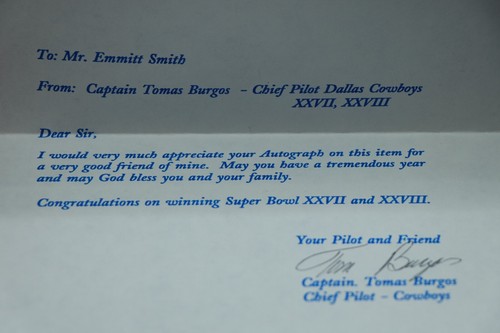 To: Mr. Emmitt Smith
From: Captain Tomas Burgos - Chief Pilot Dallas Cowboys
XXVII, XXVIII
Dear Sir,
I would very much appreciate your Autograph on this item for
a very good friend of mine. May you have a tremendous year
and may God bless you and your family.
Congratulations on winning Super Bowl XXVII and XXVIII.
Your Pilot and Friend
Tom Burgos
Captain. Tomas Burgos
Chief Pilot - Cowboys